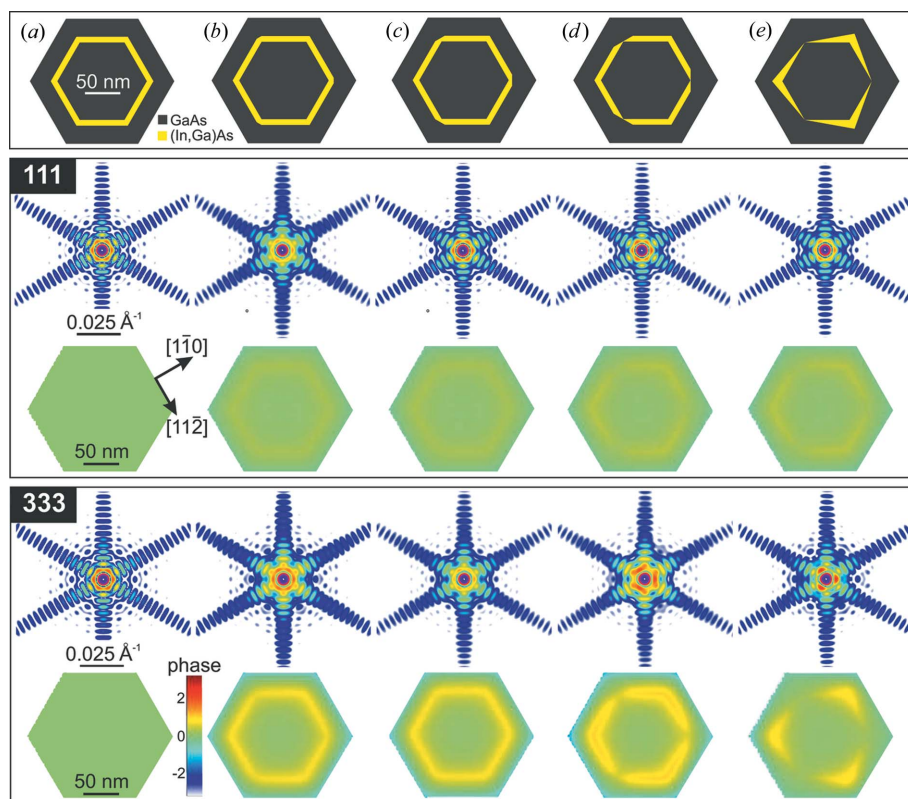 (a) (b) (c) (d) (e)
50 nm
GaAs
(In,Ga)As
111
0.025 Å⁻¹
[11̄0]
[112̄]
50 nm
333
0.025 Å⁻¹
phase
2
0
-2
50 nm